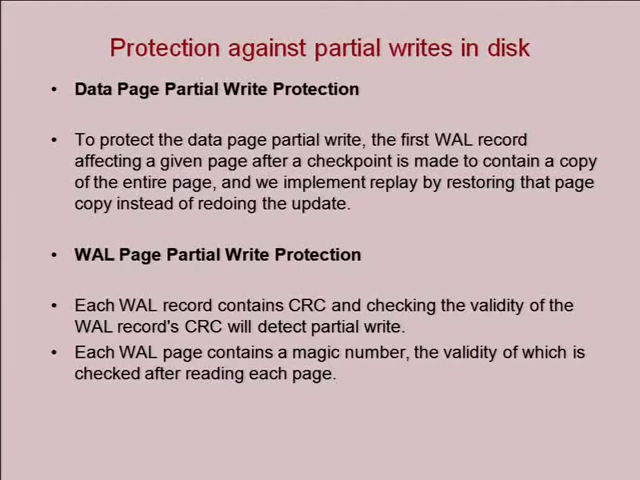 Protection against partial writes in disk
• Data Page Partial Write Protection
• To protect the data page partial write, the first WAL record
affecting a given page after a checkpoint is made to contain a copy
of the entire page, and we implement replay by restoring that page
copy instead of redoing the update.
• WAL Page Partial Write Protection
• Each WAL record contains CRC and checking the validity of the
WAL record's CRC will detect partial write.
• Each WAL page contains a magic number, the validity of which is
checked after reading each page.